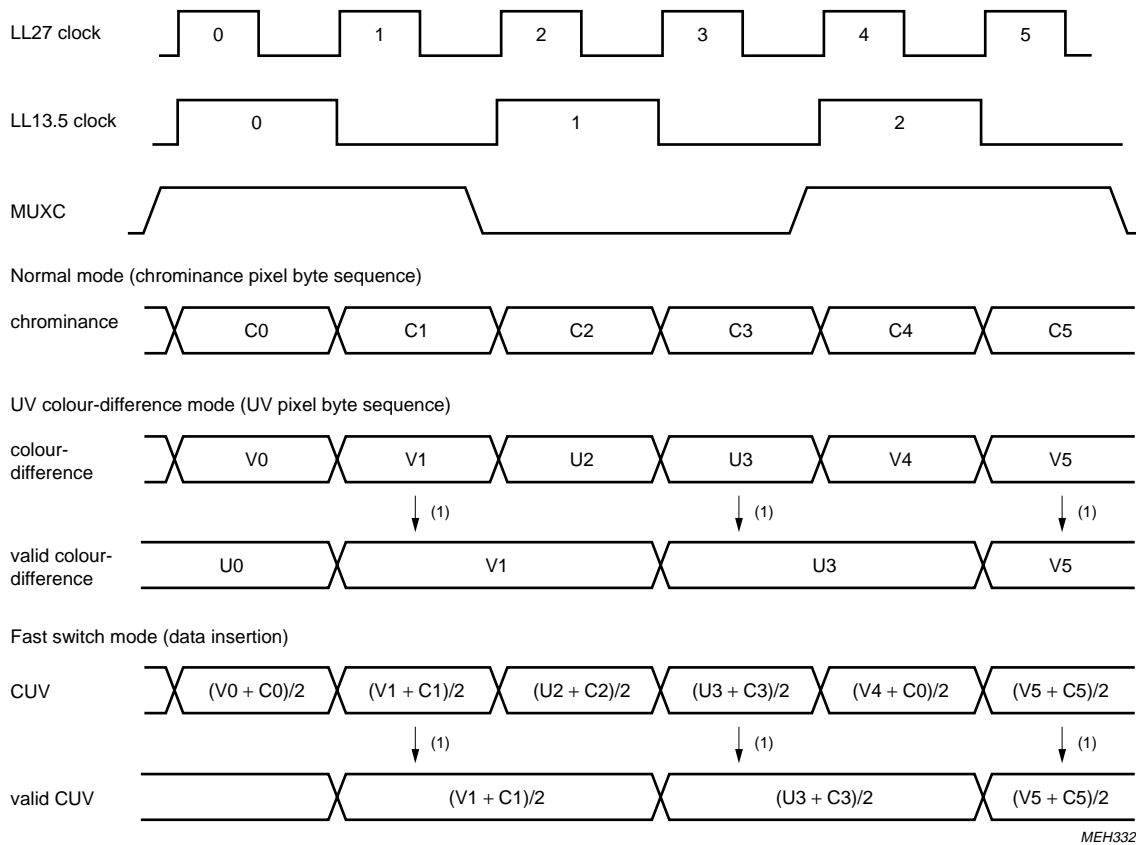 LL27 clock 0 1 2 3 4 5
LL13.5 clock 0 1 2
MUXC
Normal mode (chrominance pixel byte sequence)
chrominance C0 C1 C2 C3 C4 C5
UV colour-difference mode (UV pixel byte sequence)
colour-
difference V0 V1 U2 U3 V4 V5
(1) (1) (1)
valid colour-
difference U0 V1 U3 V5
Fast switch mode (data insertion)
CUV (V0 + C0)/2 (V1 + C1)/2 (U2 + C2)/2 (U3 + C3)/2 (V4 + C0)/2 (V5 + C5)/2
(1) (1) (1)
valid CUV (V1 + C1)/2 (U3 + C3)/2 (V5 + C5)/2
MEH332